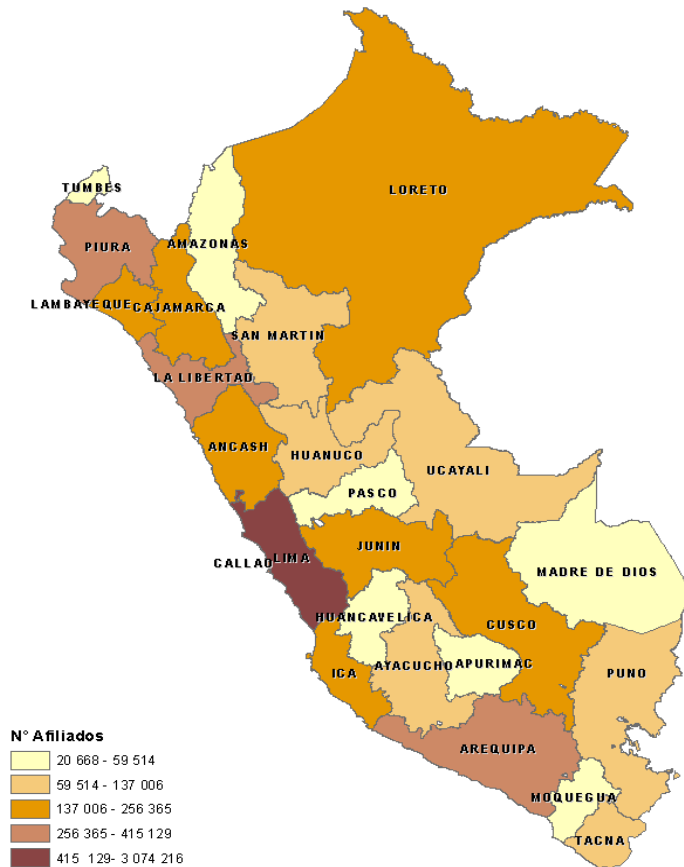 TUMBES
LORETO
PIURA
AMAZONAS
LAMBAYEQUE
CAJAMARCA
SAN MARTIN
LA LIBERTAD
ANCASH
HUANUCO
UCAYALI
PASCO
JUNIN
LIMA
CALLAO
MADRE DE DIOS
HUANCAVELICA
CUSCO
ICA
AYACUCHO
APURIMAC
PUNO
AREQUIPA
MOQUEGUA
TACNA
N° Afiliados
20 668 - 59 514
59 514 - 137 006
137 006 - 256 365
256 365 - 415 129
415 129- 3 074 216